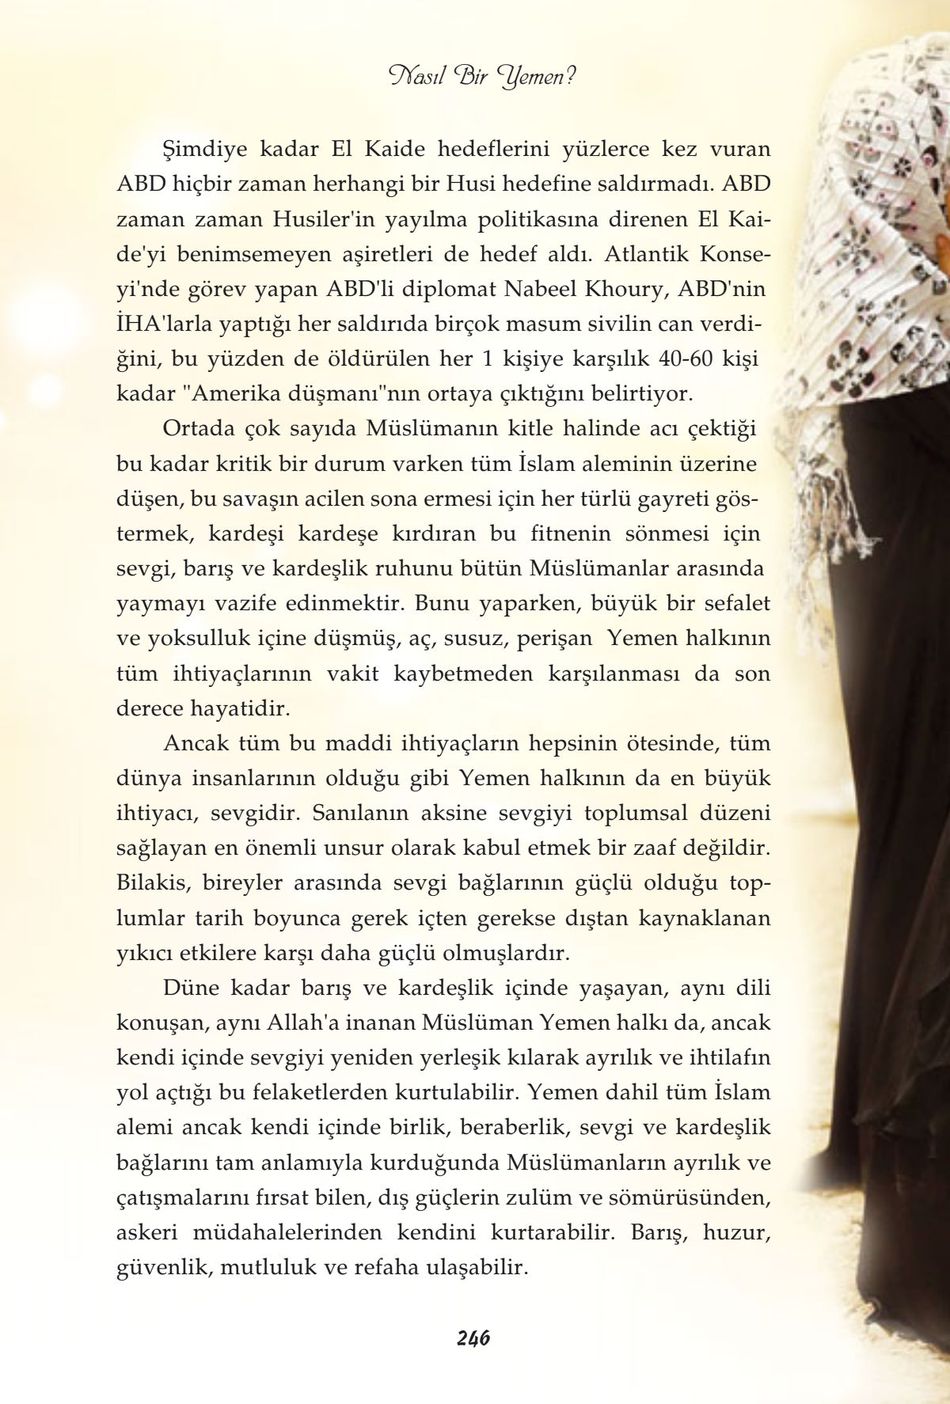 Nasıl Bir Yemen?
Şimdiye kadar El Kaide hedeflerini yüzlerce kez vuran
ABD hiçbir zaman herhangi bir Husi hedefine saldırmadı. ABD
zaman zaman Husiler'in yayılma politikasına direnen El Kai-
de'yi benimsemeyen aşiretleri de hedef aldı. Atlantik Konse-
yi'nde görev yapan ABD'li diplomat Nabeel Khoury, ABD'nin
İHA'larla yaptığı her saldırıda birçok masum sivilin can verdi-
ğini, bu yüzden de öldürülen her 1 kişiye karşılık 40-60 kişi
kadar "Amerika düşmanı"nın ortaya çıktığını belirtiyor.
Ortada çok sayıda Müslümanın kitle halinde acı çektiği
bu kadar kritik bir durum varken tüm İslam aleminin üzerine
düşen, bu savaşın acilen sona ermesi için her türlü gayreti gös-
termek, kardeşi kardeşe kırdıran bu fitnenin sönmesi için
sevgi, barış ve kardeşlik ruhunu bütün Müslümanlar arasında
yaymayı vazife edinmektir. Bunu yaparken, büyük bir sefalet
ve yoksulluk içine düşmüş, aç, susuz, perişan Yemen halkının
tüm ihtiyaçlarının vakit kaybetmeden karşılanması da son
derece hayatidir.
Ancak tüm bu maddi ihtiyaçların hepsinin ötesinde, tüm
dünya insanlarının olduğu gibi Yemen halkının da en büyük
ihtiyacı, sevgidir. Sanılanın aksine sevgiyi toplumsal düzeni
sağlayan en önemli unsur olarak kabul etmek bir zaaf değildir.
Bilakis, bireyler arasında sevgi bağlarının güçlü olduğu top-
lumlar tarih boyunca gerek içten gerekse dıştan kaynaklanan
yıkıcı etkilere karşı daha güçlü olmuşlardır.
Düne kadar barış ve kardeşlik içinde yaşayan, aynı dili
konuşan, aynı Allah'a inanan Müslüman Yemen halkı da, ancak
kendi içinde sevgiyi yeniden yerleşik kılarak ayrılık ve ihtilafın
yol açtığı bu felaketlerden kurtulabilir. Yemen dahil tüm İslam
alemi ancak kendi içinde birlik, beraberlik, sevgi ve kardeşlik
bağlarını tam anlamıyla kurduğunda Müslümanların ayrılık ve
çatışmalarını fırsat bilen, dış güçlerin zulüm ve sömürüsünden,
askeri müdahalelerinden kendini kurtarabilir. Barış, huzur,
güvenlik, mutluluk ve refaha ulaşabilir.
246